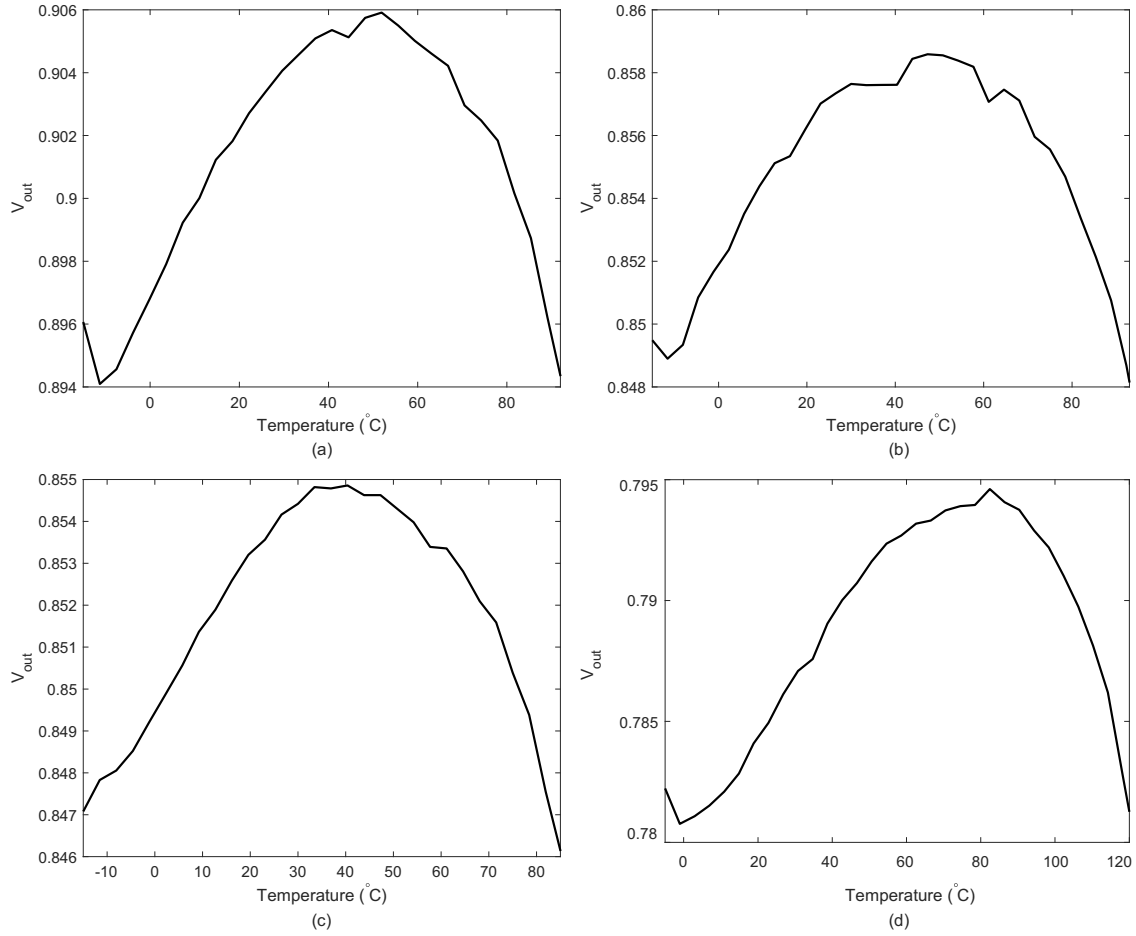 0.906
0.904
0.902
0.9
0.898
0.896
0.894
V_out
0 20 40 60 80
Temperature (°C)
(a)
0.86
0.858
0.856
0.854
0.852
0.85
0.848
V_out
0 20 40 60 80
Temperature (°C)
(b)
0.855
0.854
0.853
0.852
0.851
0.85
0.849
0.848
0.847
0.846
V_out
-10 0 10 20 30 40 50 60 70 80
Temperature (°C)
(c)
0.795
0.79
0.785
0.78
V_out
0 20 40 60 80 100 120
Temperature (°C)
(d)